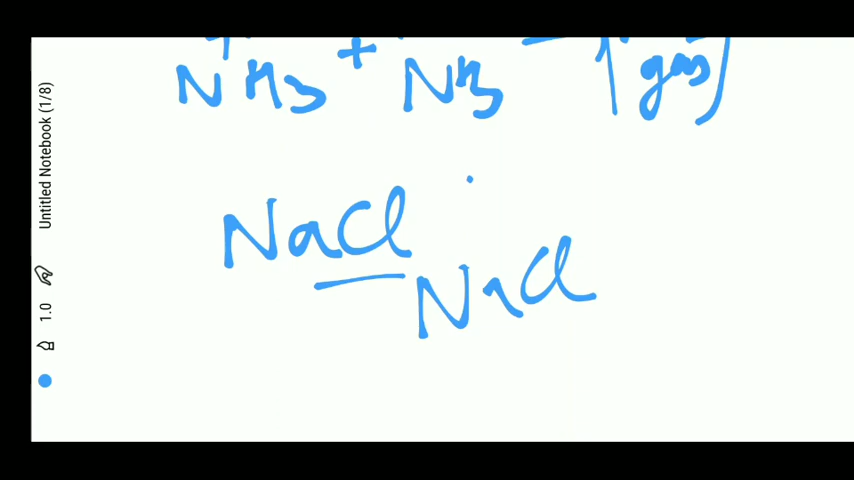 NH3 + NH3 (gas)
NaCl
NaCl
Untitled Notebook (1/8)
1.0